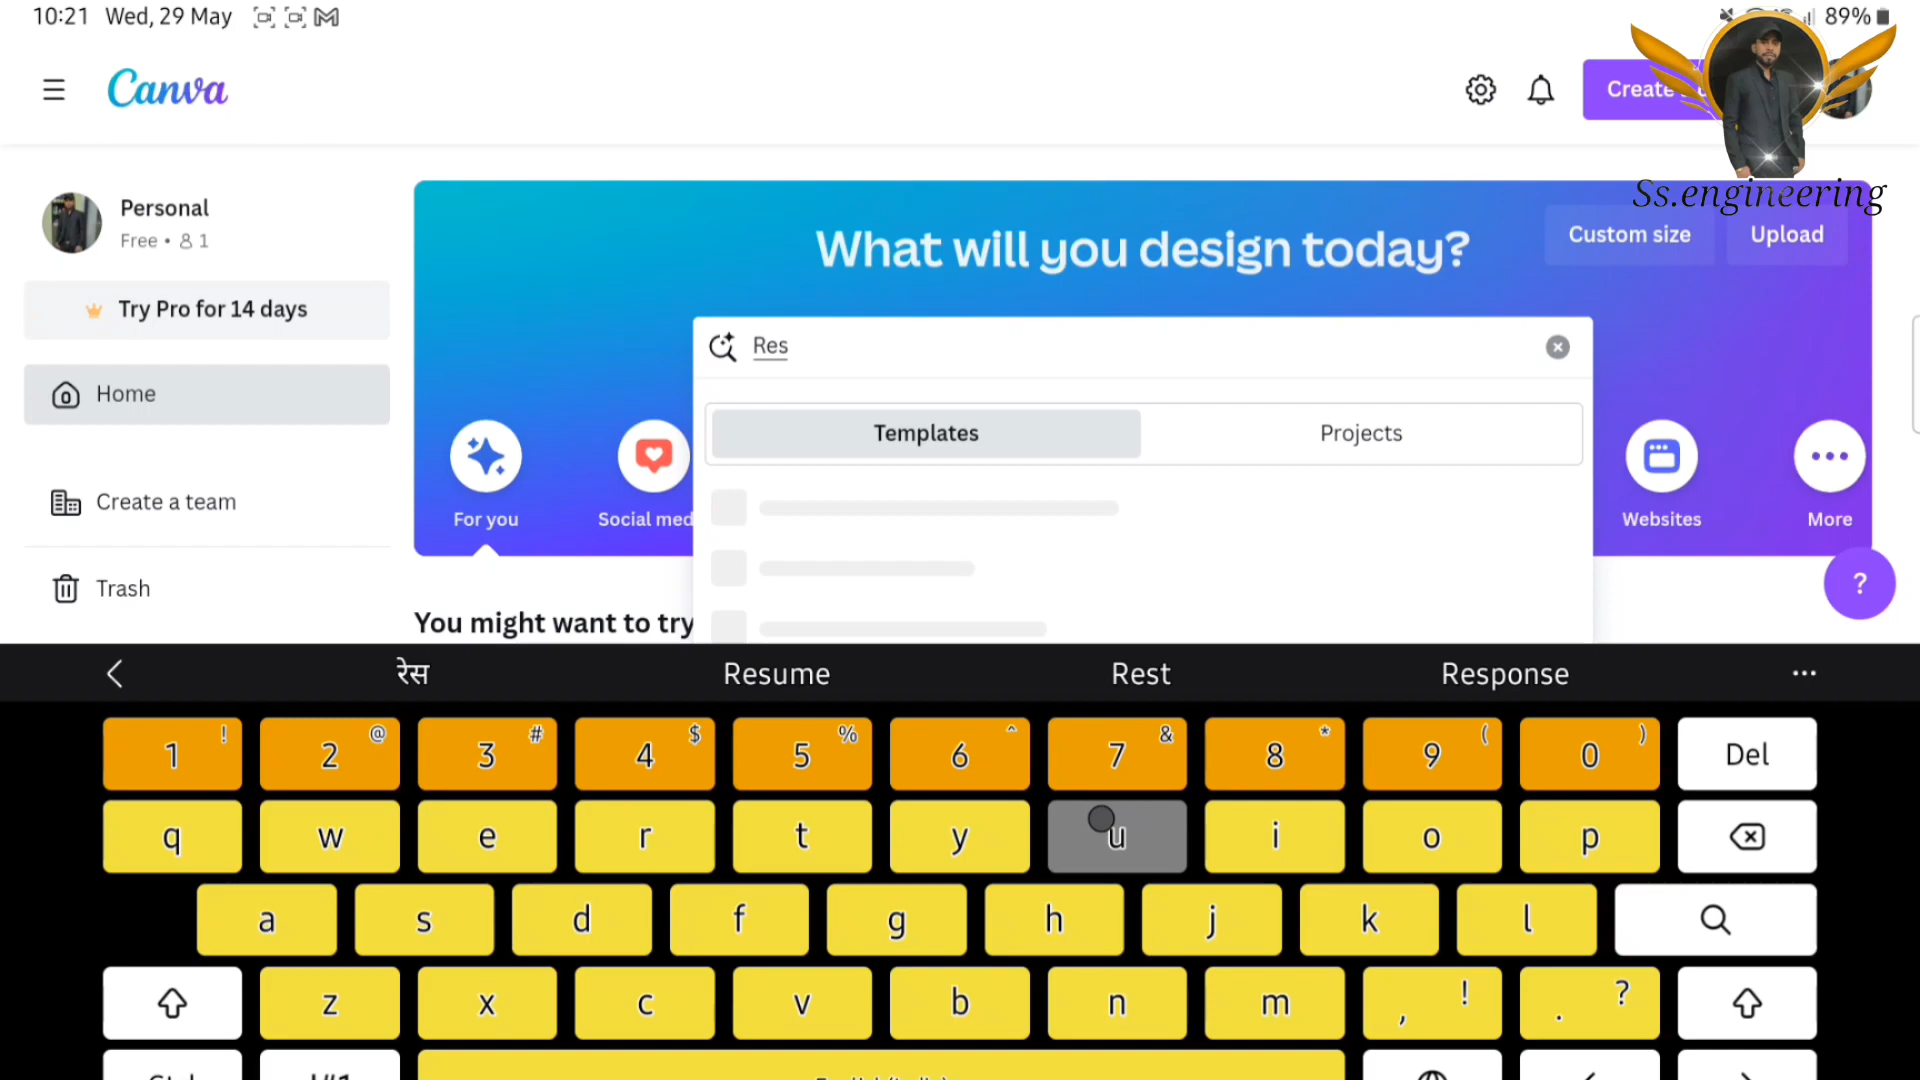 10:21 Wed, 29 May
89%
Canva
Create
Ss.engineering
Personal
Free • 1
Try Pro for 14 days
Home
Create a team
Trash
What will you design today?
Custom size
Upload
Res
Templates
Projects
For you
Social med
Websites
More
?
You might want to try
रेस
Resume
Rest
Response
...
1 ! 2 @ 3 # 4 $ 5 % 6 ^ 7 & 8 * 9 ( 0 ) Del
q w e r t y u i o p
a s d f g h j k l
z x c v b n m , ! . ?